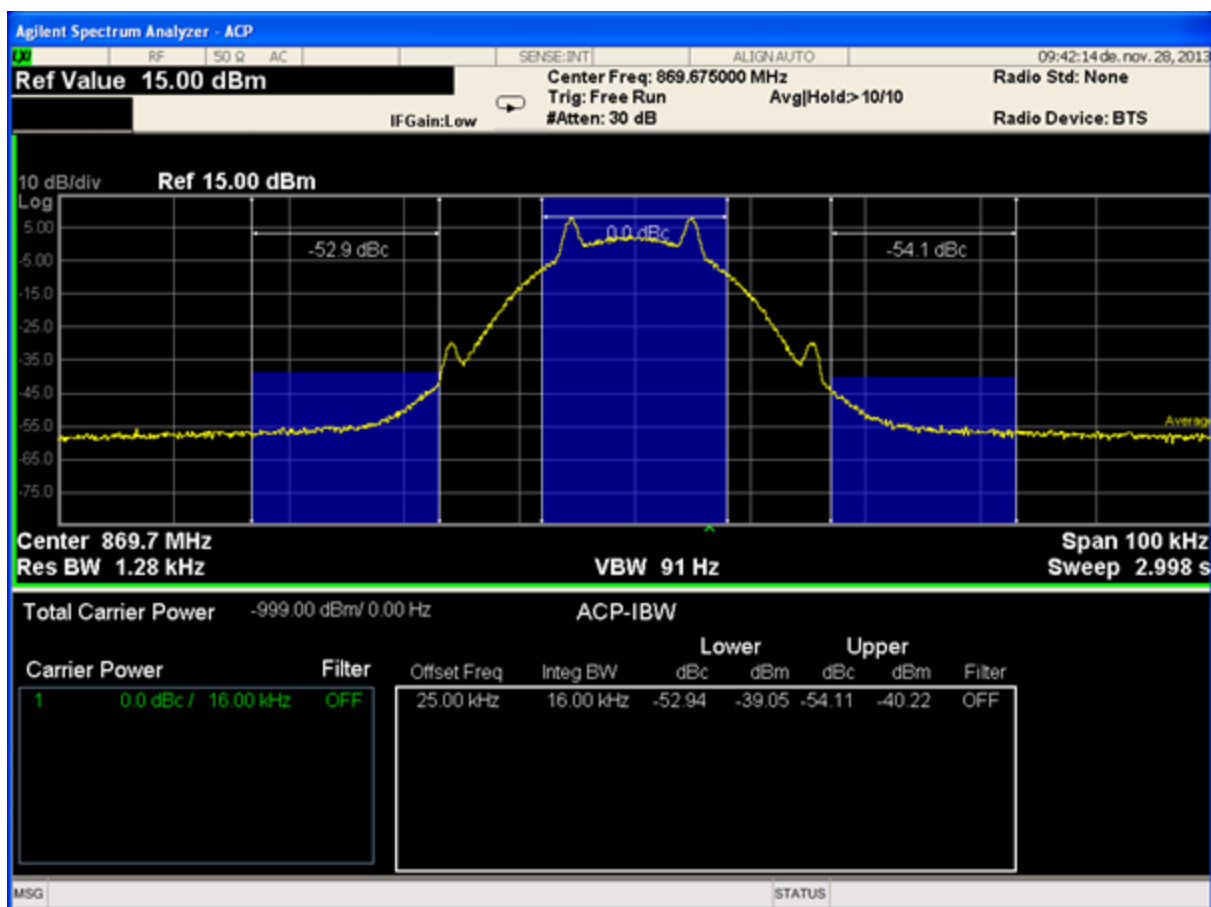 Agilent Spectrum Analyzer - ACP
LXI RF 50 Ω AC SENSE:INT ALIGN AUTO 09:42:14 de. nov. 28, 2013
Ref Value 15.00 dBm
Center Freq: 869.675000 MHz Radio Std: None
Trig: Free Run Avg|Hold:> 10/10
IFGain:Low #Atten: 30 dB Radio Device: BTS
10 dB/div Ref 15.00 dBm
Log
5.00
-5.00
-15.0
-25.0
-35.0
-45.0
-55.0
-65.0
-75.0
-52.9 dBc 0.0 dBc -54.1 dBc
Average
Center 869.7 MHz Span 100 kHz
Res BW 1.28 kHz VBW 91 Hz Sweep 2.998 s
Total Carrier Power -999.00 dBm/ 0.00 Hz ACP-IBW
Lower Upper
Carrier Power Filter Offset Freq Integ BW dBc dBm dBc dBm Filter
1 0.0 dBc / 16.00 kHz OFF 25.00 kHz 16.00 kHz -52.94 -39.05 -54.11 -40.22 OFF
MSG STATUS